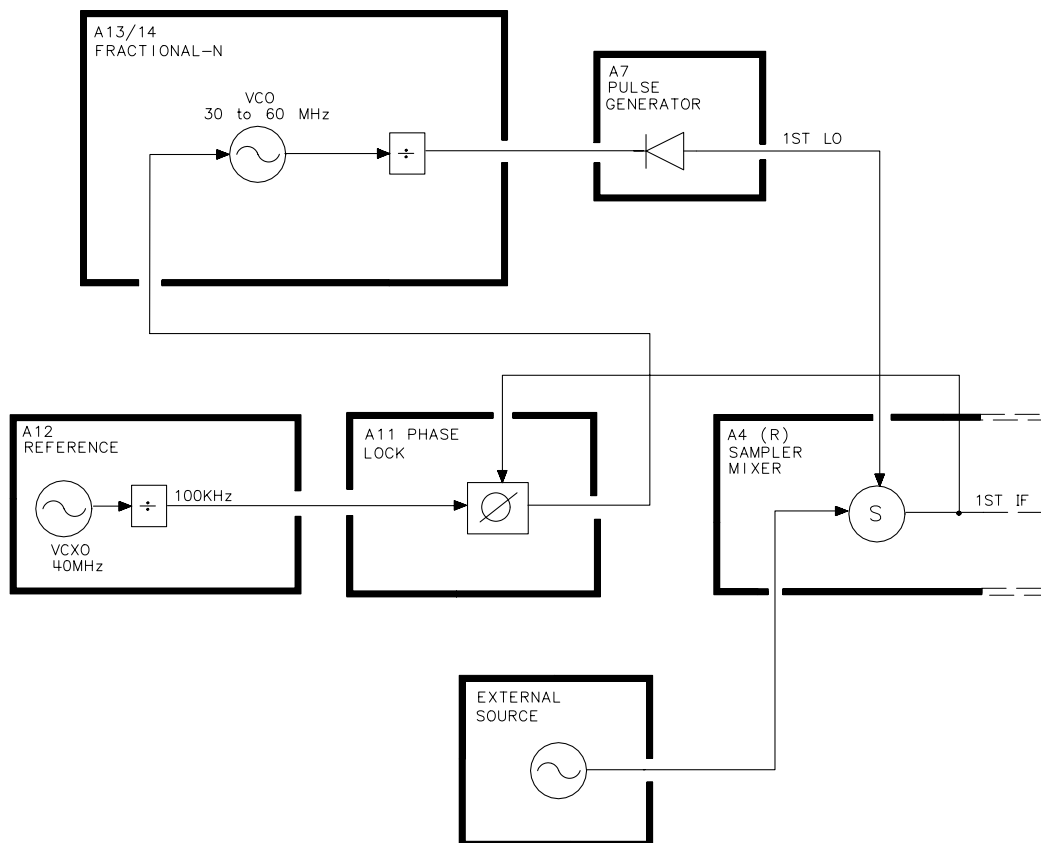 A13/14
FRACTIONAL-N
VCO
30 to 60 MHz
÷
A7
PULSE
GENERATOR
1ST LO
A12
REFERENCE
÷
100KHz
VCXO
40MHz
A11 PHASE
LOCK
A4 (R)
SAMPLER
MIXER
S
1ST IF
EXTERNAL
SOURCE